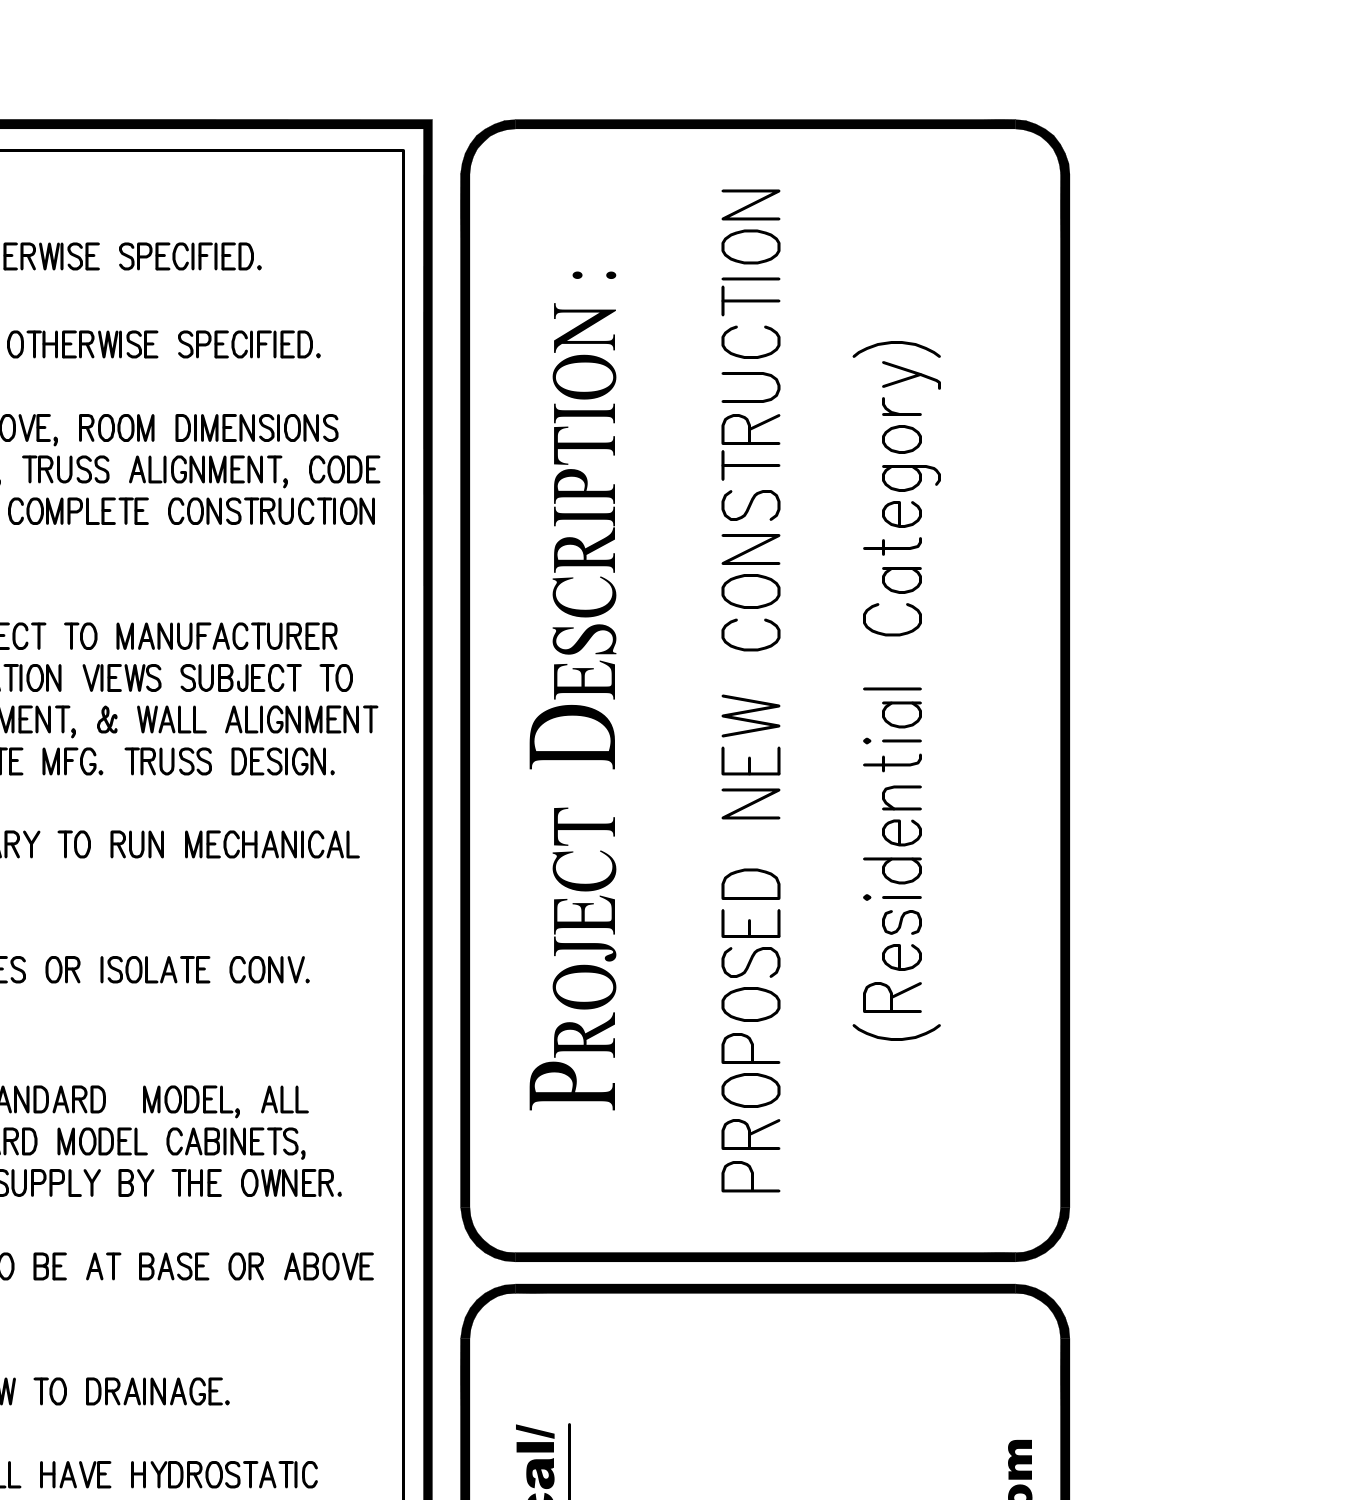 ERWISE SPECIFIED.
OTHERWISE SPECIFIED.
OVE, ROOM DIMENSIONS
, TRUSS ALIGNMENT, CODE
COMPLETE CONSTRUCTION
ECT TO MANUFACTURER
TION VIEWS SUBJECT TO
MENT, & WALL ALIGNMENT
TE MFG. TRUSS DESIGN.
ARY TO RUN MECHANICAL
ES OR ISOLATE CONV.
ANDARD MODEL, ALL
RD MODEL CABINETS,
SUPPLY BY THE OWNER.
O BE AT BASE OR ABOVE
W TO DRAINAGE.
LL HAVE HYDROSTATIC
PROJECT DESCRIPTION :
PROPOSED NEW CONSTRUCTION
(Residential Category)
cal/
om